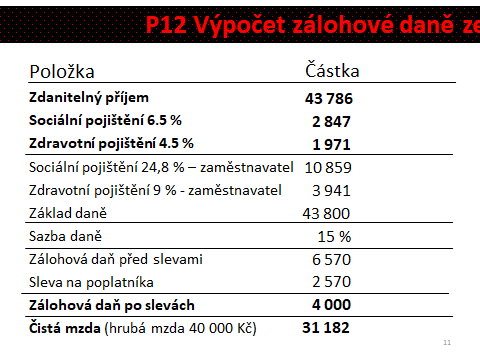 P12 Výpočet zálohové daně ze
Položka Částka
Zdanitelný příjem 43 786
Sociální pojištění 6.5 % 2 847
Zdravotní pojištění 4.5 % 1 971
Sociální pojištění 24,8 % – zaměstnavatel 10 859
Zdravotní pojištění 9 % - zaměstnavatel 3 941
Základ daně 43 800
Sazba daně 15 %
Zálohová daň před slevami 6 570
Sleva na poplatníka 2 570
Zálohová daň po slevách 4 000
Čistá mzda (hrubá mzda 40 000 Kč) 31 182
11